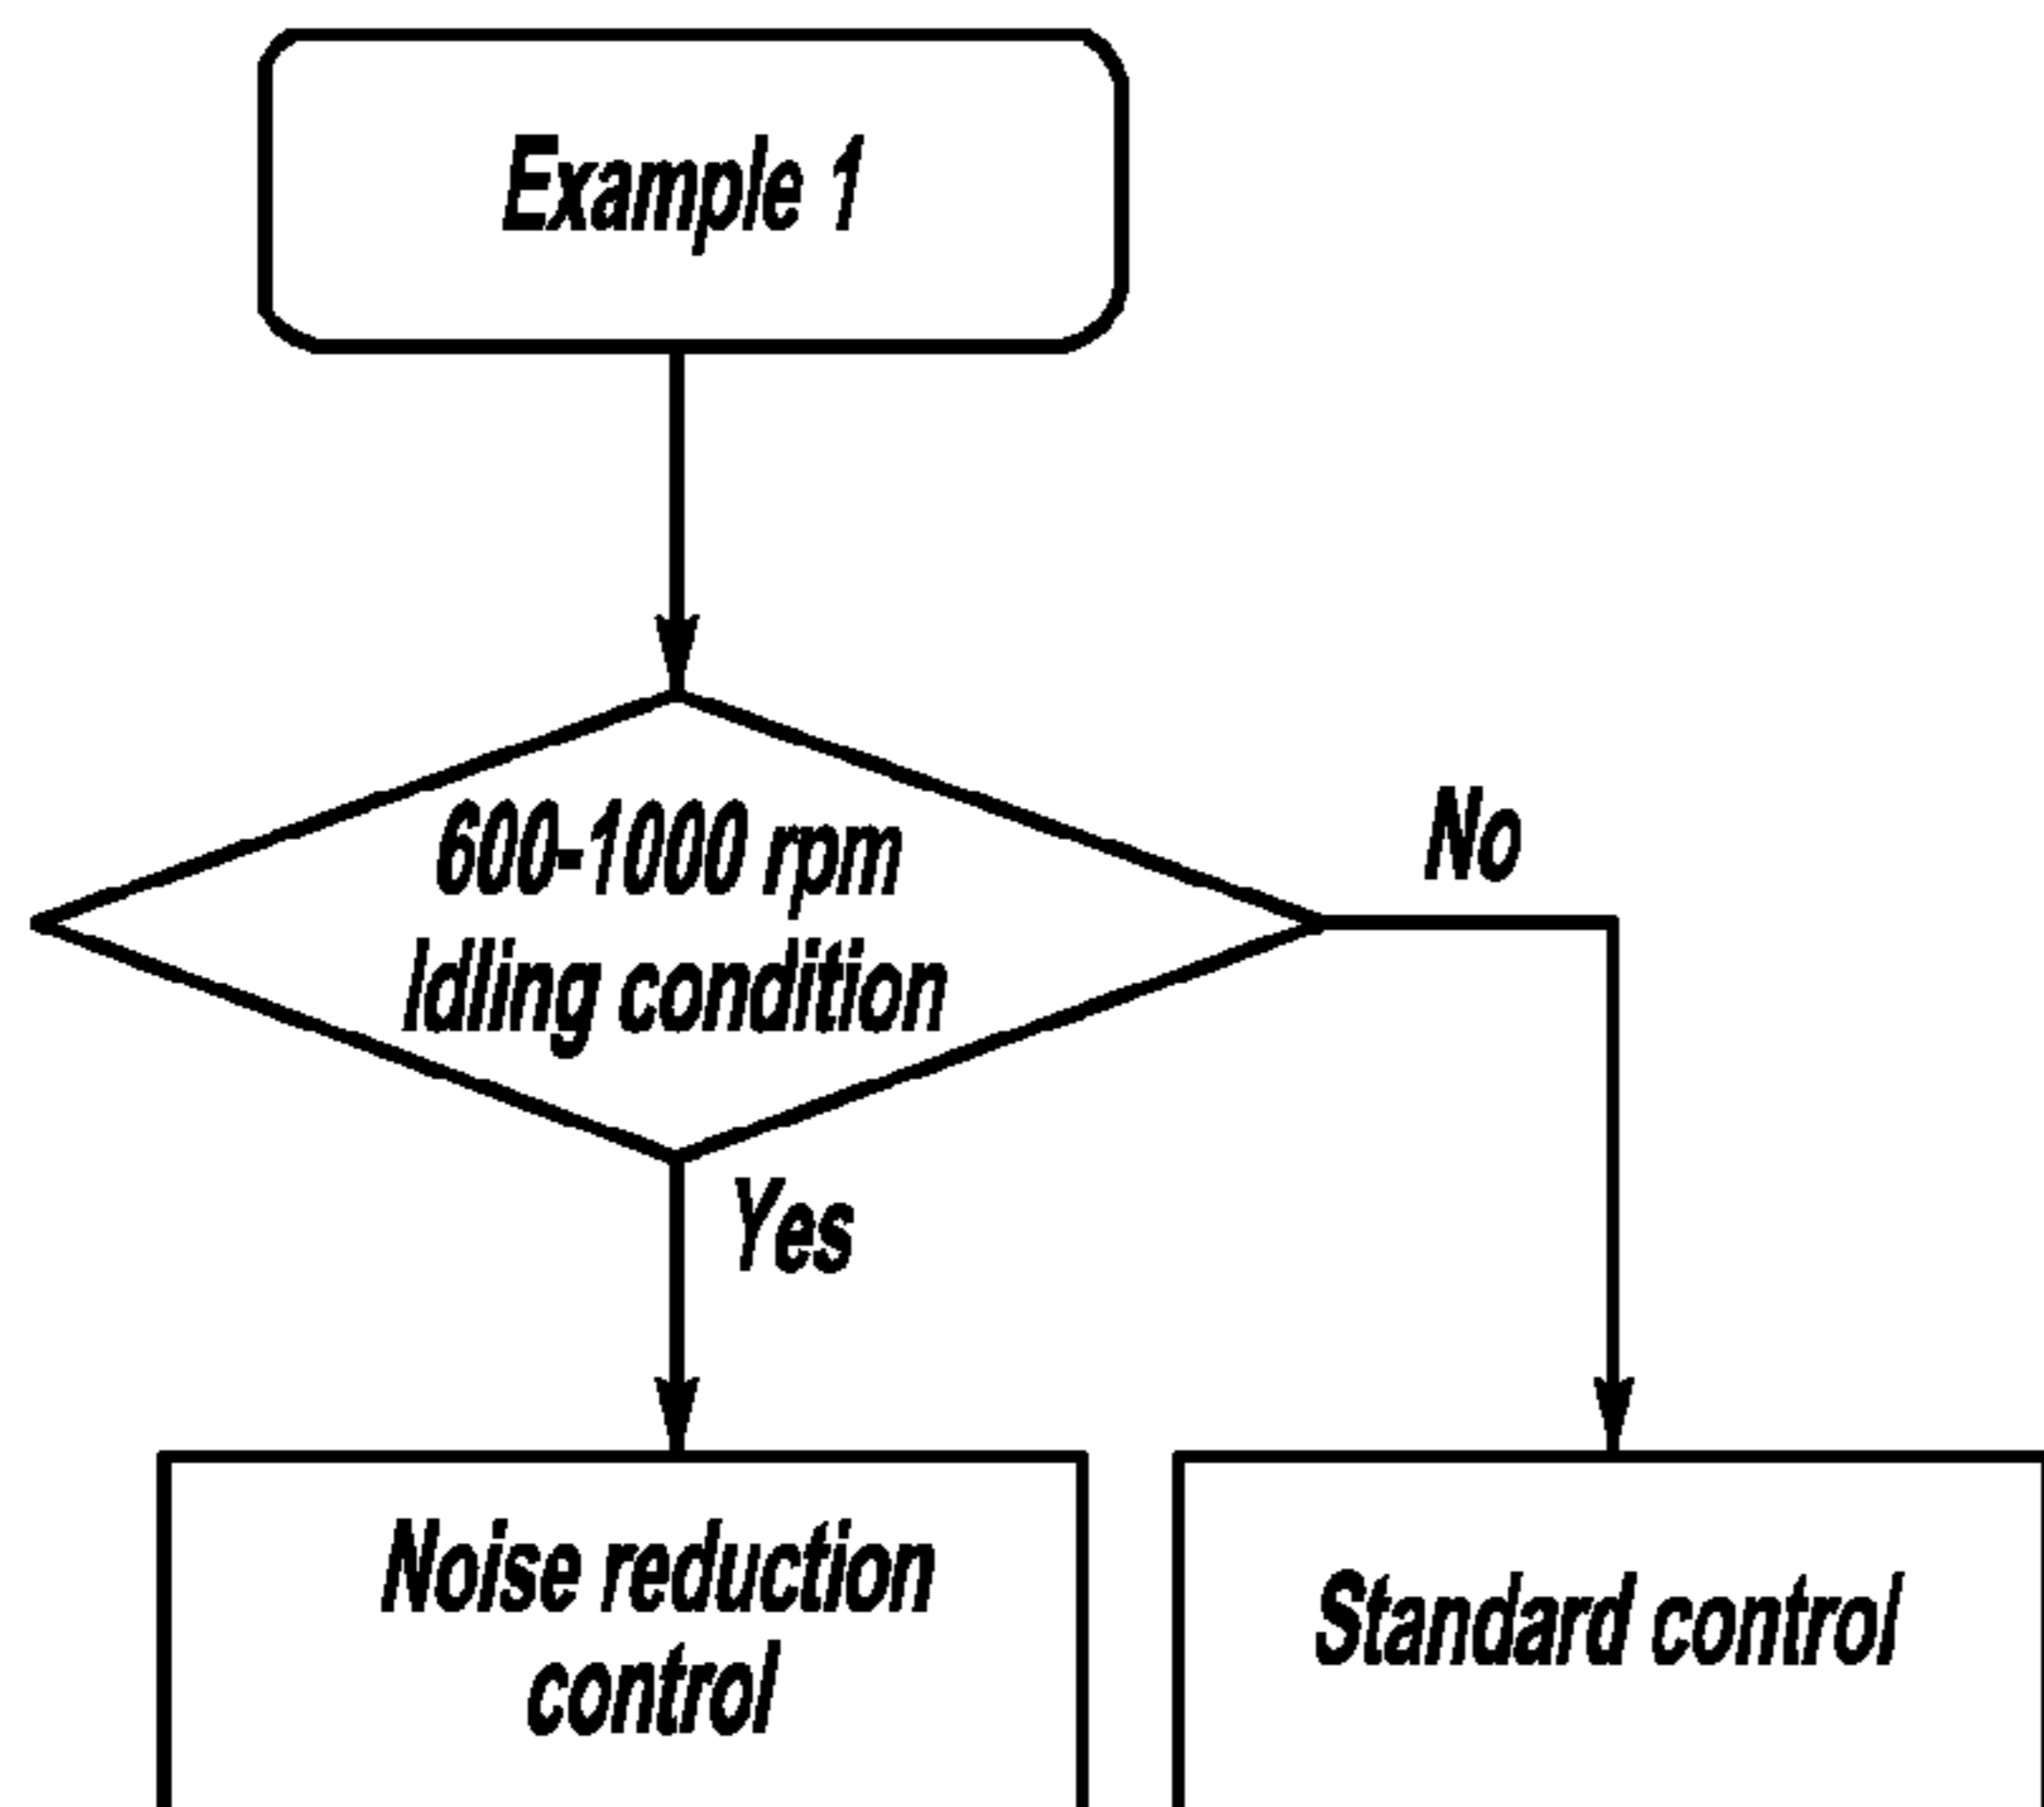 Example 1
600-1000 rpm
Idling condition
No
Yes
Noise reduction
control
Standard control